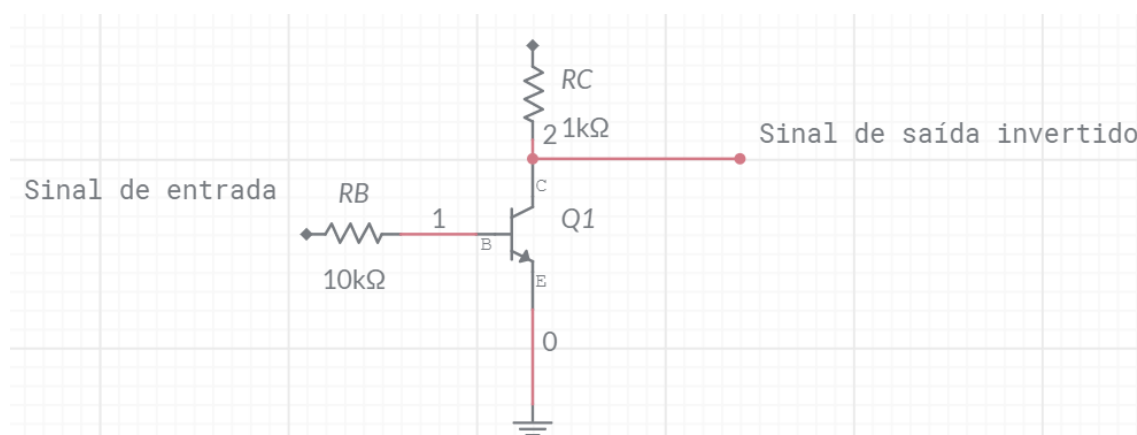 RC
2 1kΩ
Sinal de saída invertido
C
Sinal de entrada
RB
1
Q1
B
10kΩ
E
0